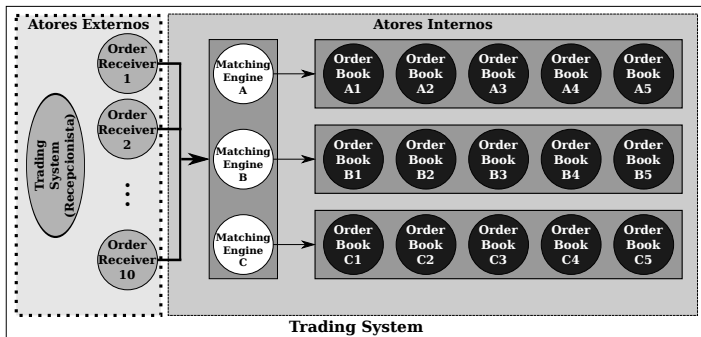 Atores Externos
Trading
System
(Recepcionista)
Order
Receiver
1
Order
Receiver
2
...
Order
Receiver
10
Atores Internos
Matching
Engine
A
Order
Book
A1
Order
Book
A2
Order
Book
A3
Order
Book
A4
Order
Book
A5
Matching
Engine
B
Order
Book
B1
Order
Book
B2
Order
Book
B3
Order
Book
B4
Order
Book
B5
Matching
Engine
C
Order
Book
C1
Order
Book
C2
Order
Book
C3
Order
Book
C4
Order
Book
C5
Trading System